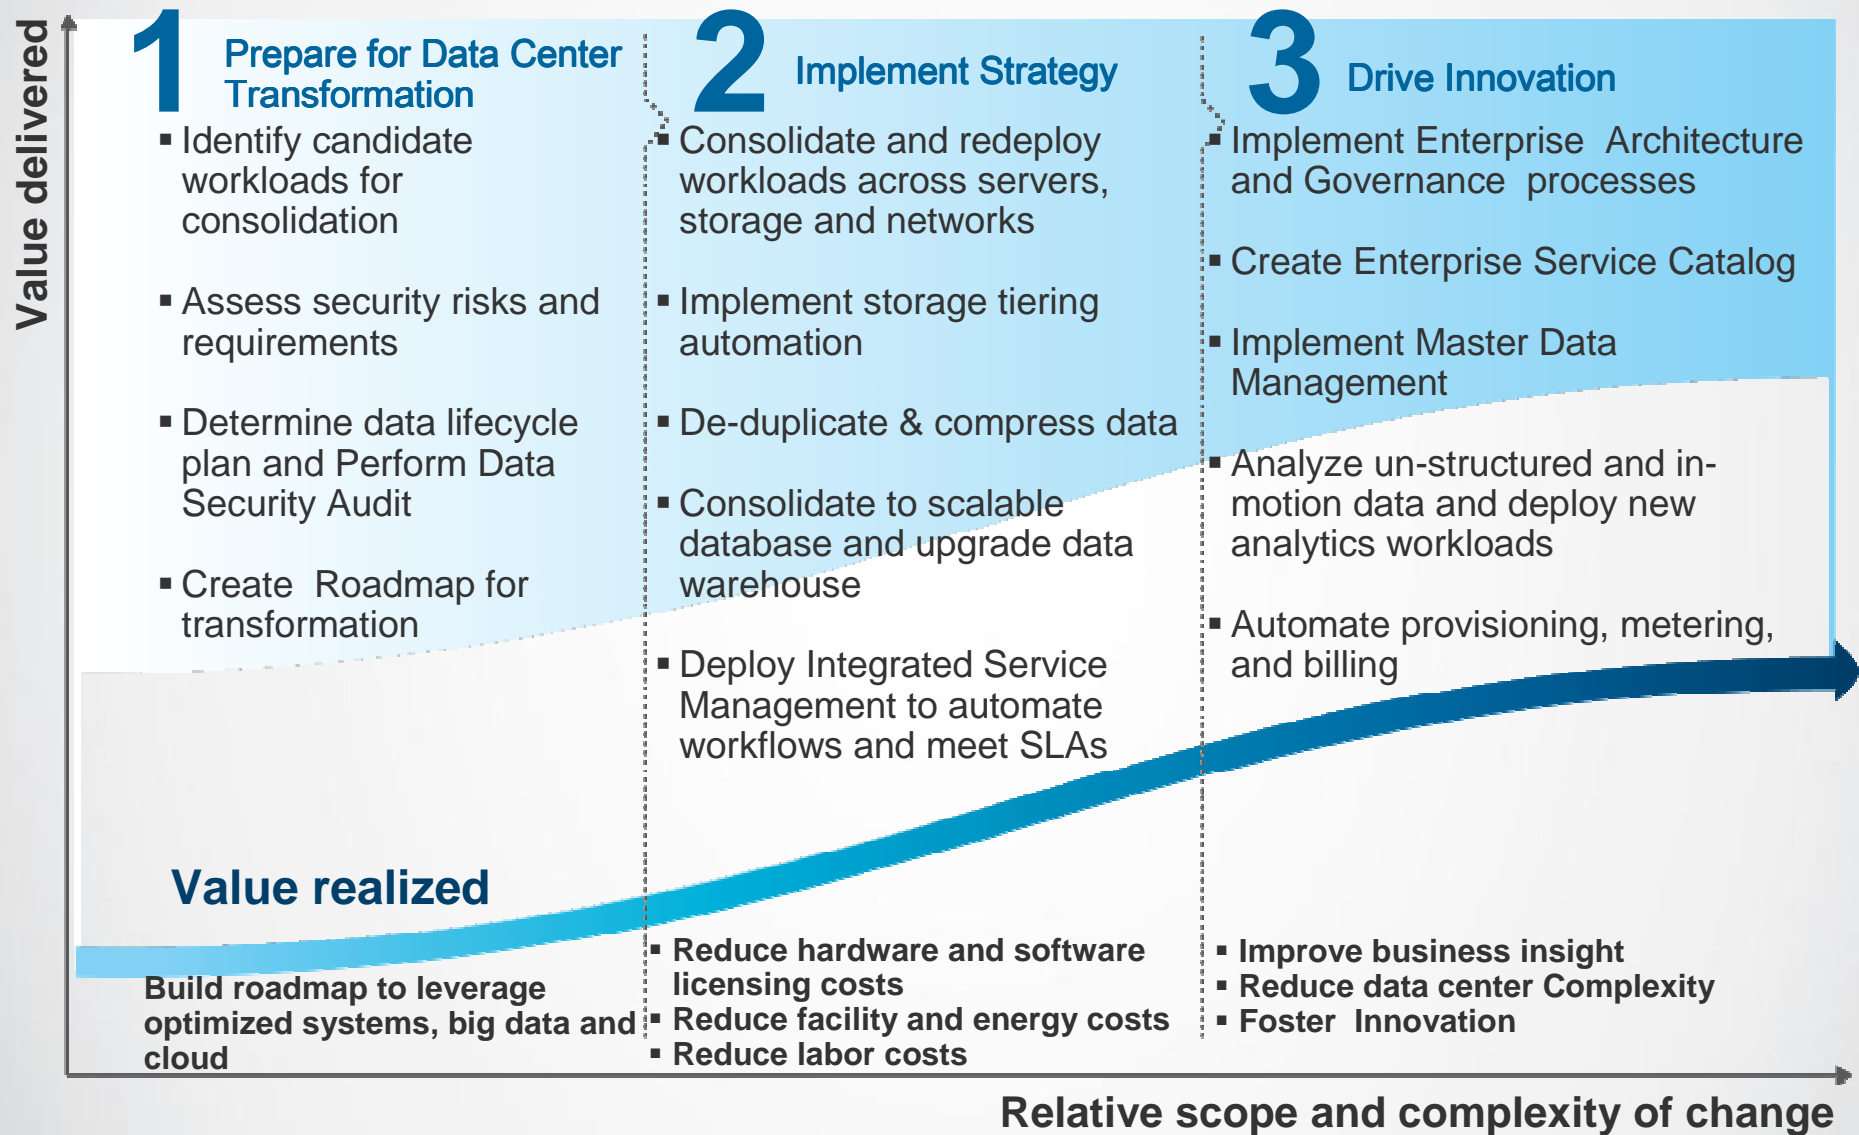 Value delivered
1
Prepare for Data Center
Transformation
▪ Identify candidate
workloads for
consolidation
▪ Assess security risks and
requirements
▪ Determine data lifecycle
plan and Perform Data
Security Audit
▪ Create Roadmap for
transformation
2
Implement Strategy
▪ Consolidate and redeploy
workloads across servers,
storage and networks
▪ Implement storage tiering
automation
▪ De-duplicate & compress data
▪ Consolidate to scalable
database and upgrade data
warehouse
▪ Deploy Integrated Service
Management to automate
workflows and meet SLAs
3
Drive Innovation
▪ Implement Enterprise Architecture
and Governance processes
▪ Create Enterprise Service Catalog
▪ Implement Master Data
Management
▪ Analyze un-structured and in-
motion data and deploy new
analytics workloads
▪ Automate provisioning, metering,
and billing
Value realized
Build roadmap to leverage
optimized systems, big data and
cloud
▪ Reduce hardware and software
licensing costs
▪ Reduce facility and energy costs
▪ Reduce labor costs
▪ Improve business insight
▪ Reduce data center Complexity
▪ Foster Innovation
Relative scope and complexity of change